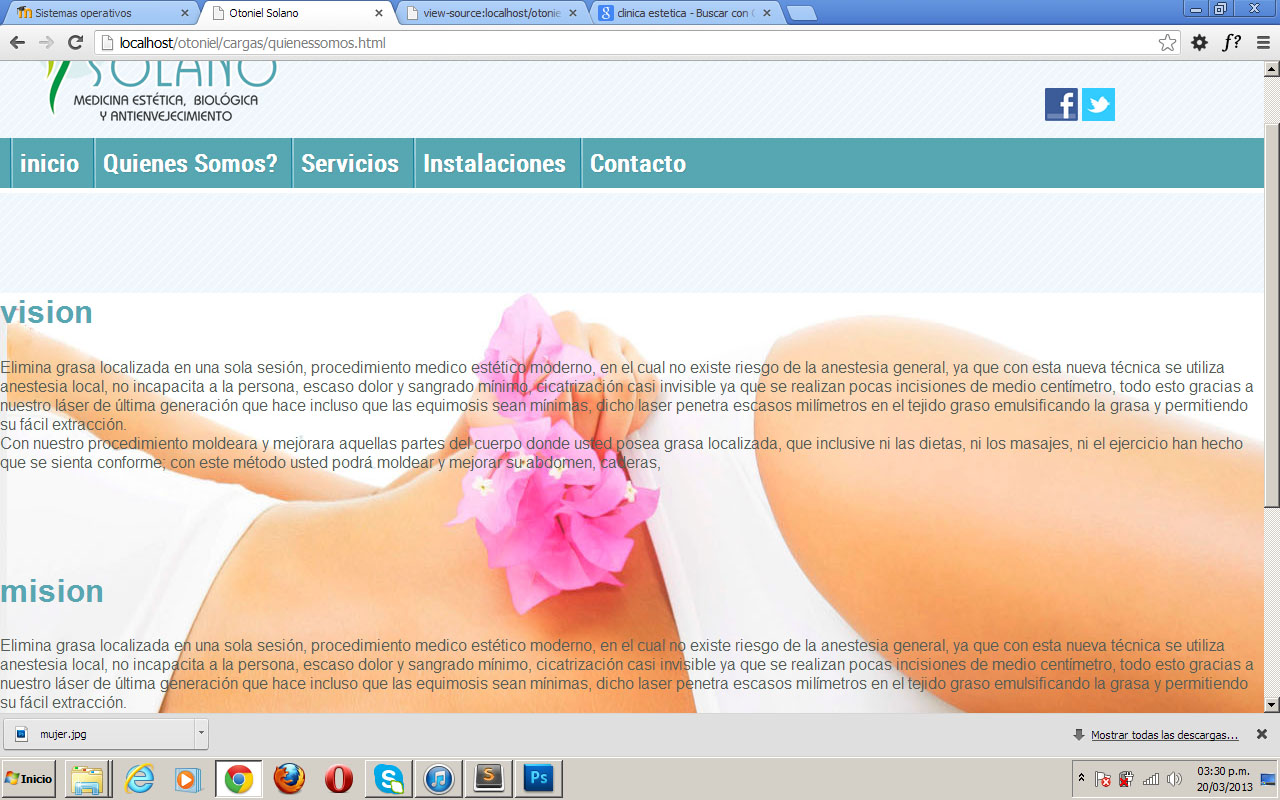 Sistemas operativos
Otoniel Solano
view-source:localhost/otonie
clinica estetica - Buscar con G
localhost/otoniel/cargas/quienessomos.html
f?
SOLANO
MEDICINA ESTÉTICA, BIOLÓGICA
Y ANTIENVEJECIMIENTO
inicio
Quienes Somos?
Servicios
Instalaciones
Contacto
vision
Elimina grasa localizada en una sola sesión, procedimiento medico estético moderno, en el cual no existe riesgo de la anestesia general, ya que con esta nueva técnica se utiliza
anestesia local, no incapacita a la persona, escaso dolor y sangrado mínimo, cicatrización casi invisible ya que se realizan pocas incisiones de medio centímetro, todo esto gracias a
nuestro láser de última generación que hace incluso que las equimosis sean mínimas, dicho laser penetra escasos milímetros en el tejido graso emulsificando la grasa y permitiendo
su fácil extracción.
Con nuestro procedimiento moldeara y mejorara aquellas partes del cuerpo donde usted posea grasa localizada, que inclusive ni las dietas, ni los masajes, ni el ejercicio han hecho
que se sienta conforme; con este método usted podrá moldear y mejorar su abdomen, caderas,
mision
Elimina grasa localizada en una sola sesión, procedimiento medico estético moderno, en el cual no existe riesgo de la anestesia general, ya que con esta nueva técnica se utiliza
anestesia local, no incapacita a la persona, escaso dolor y sangrado mínimo, cicatrización casi invisible ya que se realizan pocas incisiones de medio centímetro, todo esto gracias a
nuestro láser de última generación que hace incluso que las equimosis sean mínimas, dicho laser penetra escasos milímetros en el tejido graso emulsificando la grasa y permitiendo
su fácil extracción.
mujer.jpg
Mostrar todas las descargas...
Inicio
Ps
03:30 p.m.
20/03/2013